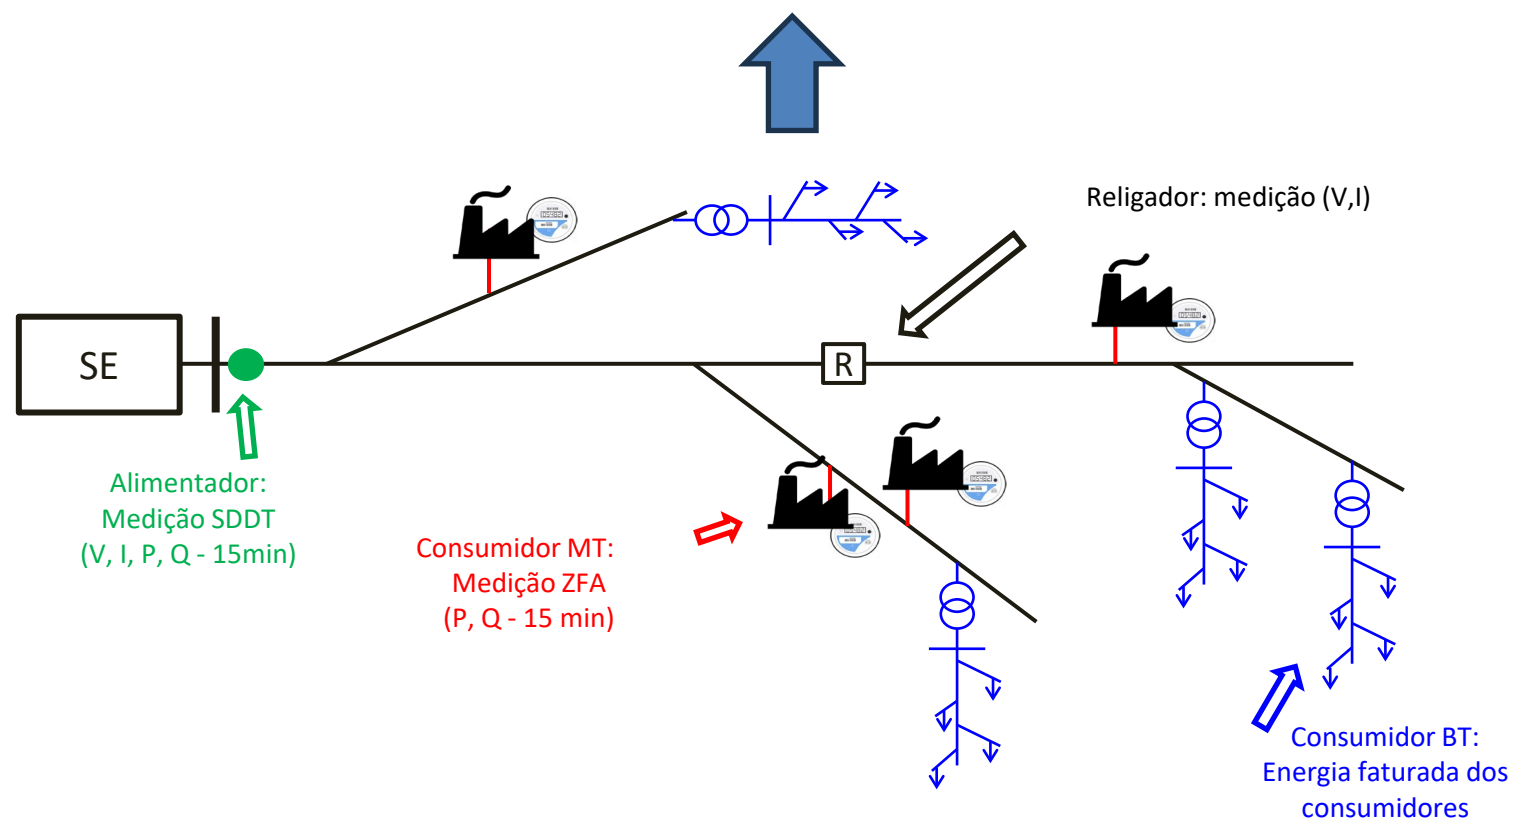 Religador: medição (V,I)
SE
R
Alimentador:
Medição SDDT
(V, I, P, Q - 15min)
Consumidor MT:
Medição ZFA
(P, Q - 15 min)
Consumidor BT:
Energia faturada dos
consumidores